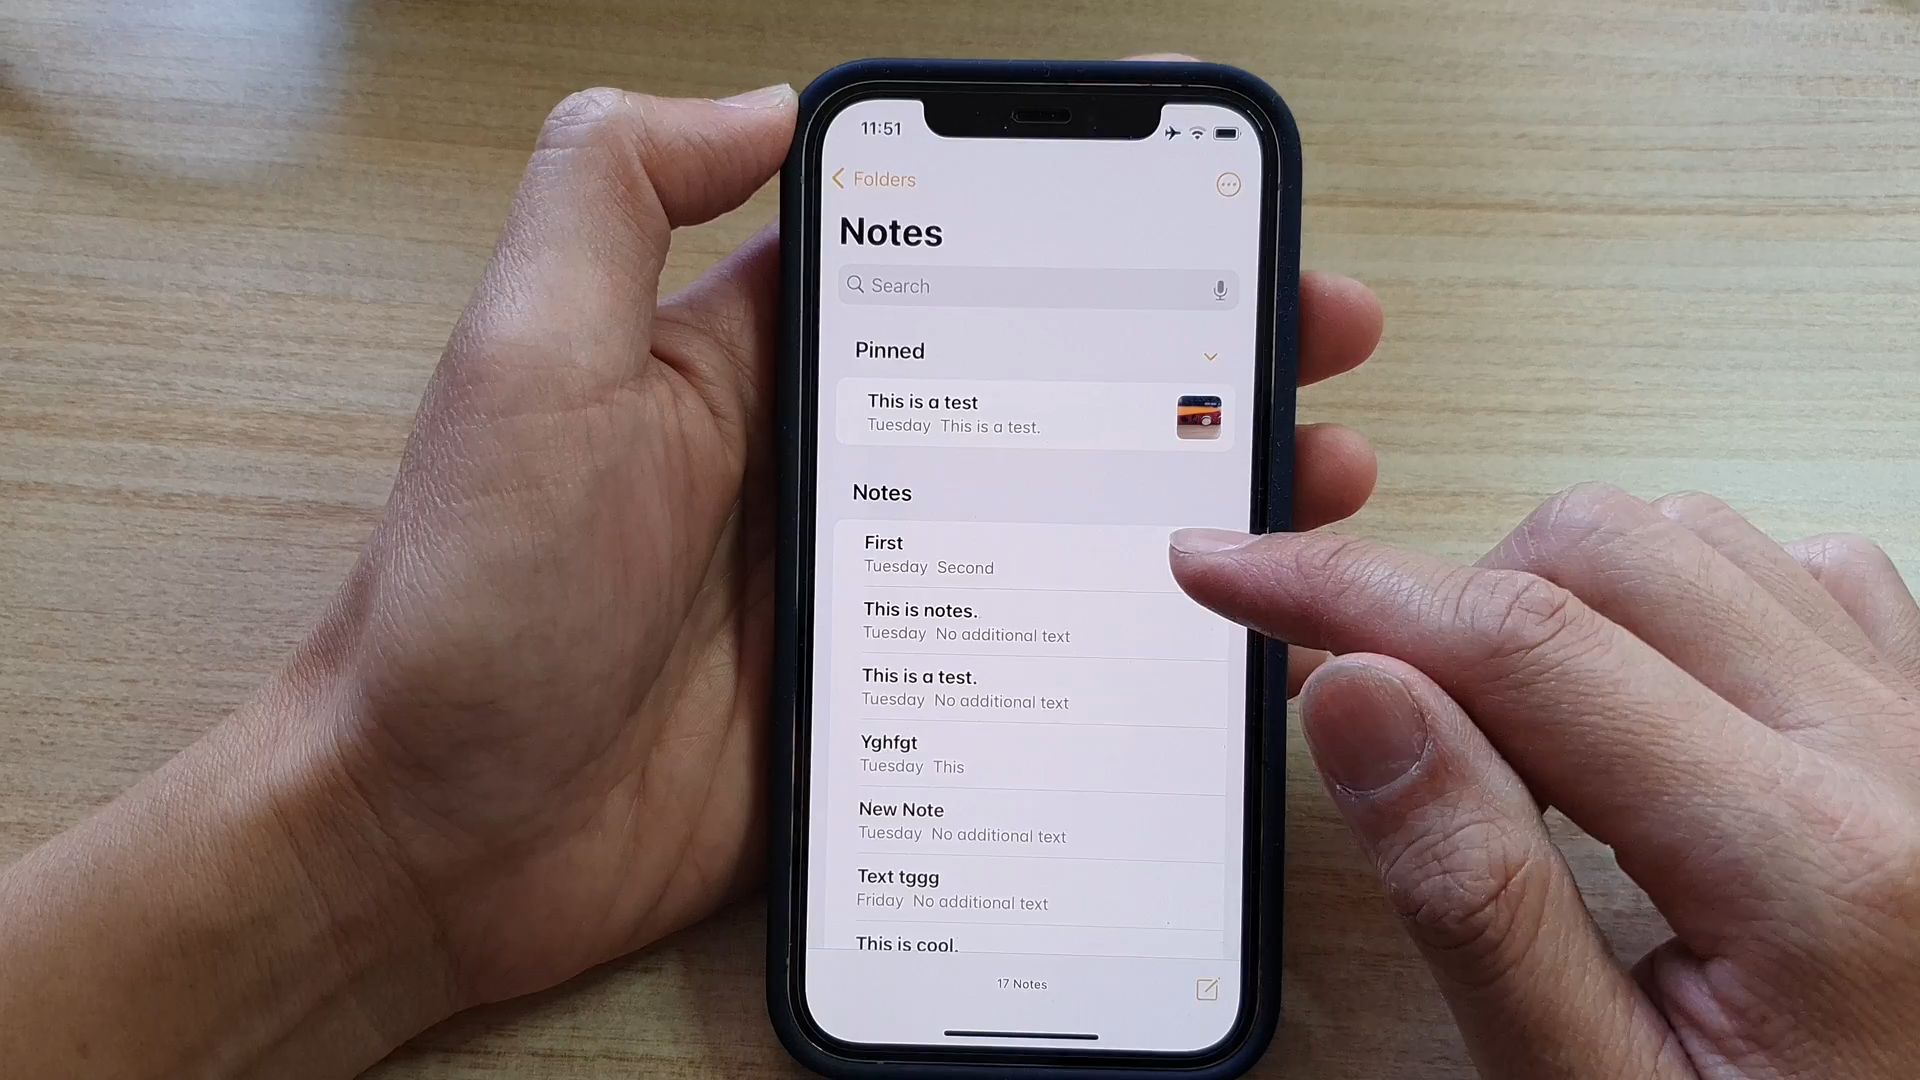 11:51
Folders
Notes
Search
Pinned
This is a test
Tuesday This is a test.
Notes
First
Tuesday Second
This is notes.
Tuesday No additional text
This is a test.
Tuesday No additional text
Yghfgt
Tuesday This
New Note
Tuesday No additional text
Text tggg
Friday No additional text
This is cool.
17 Notes